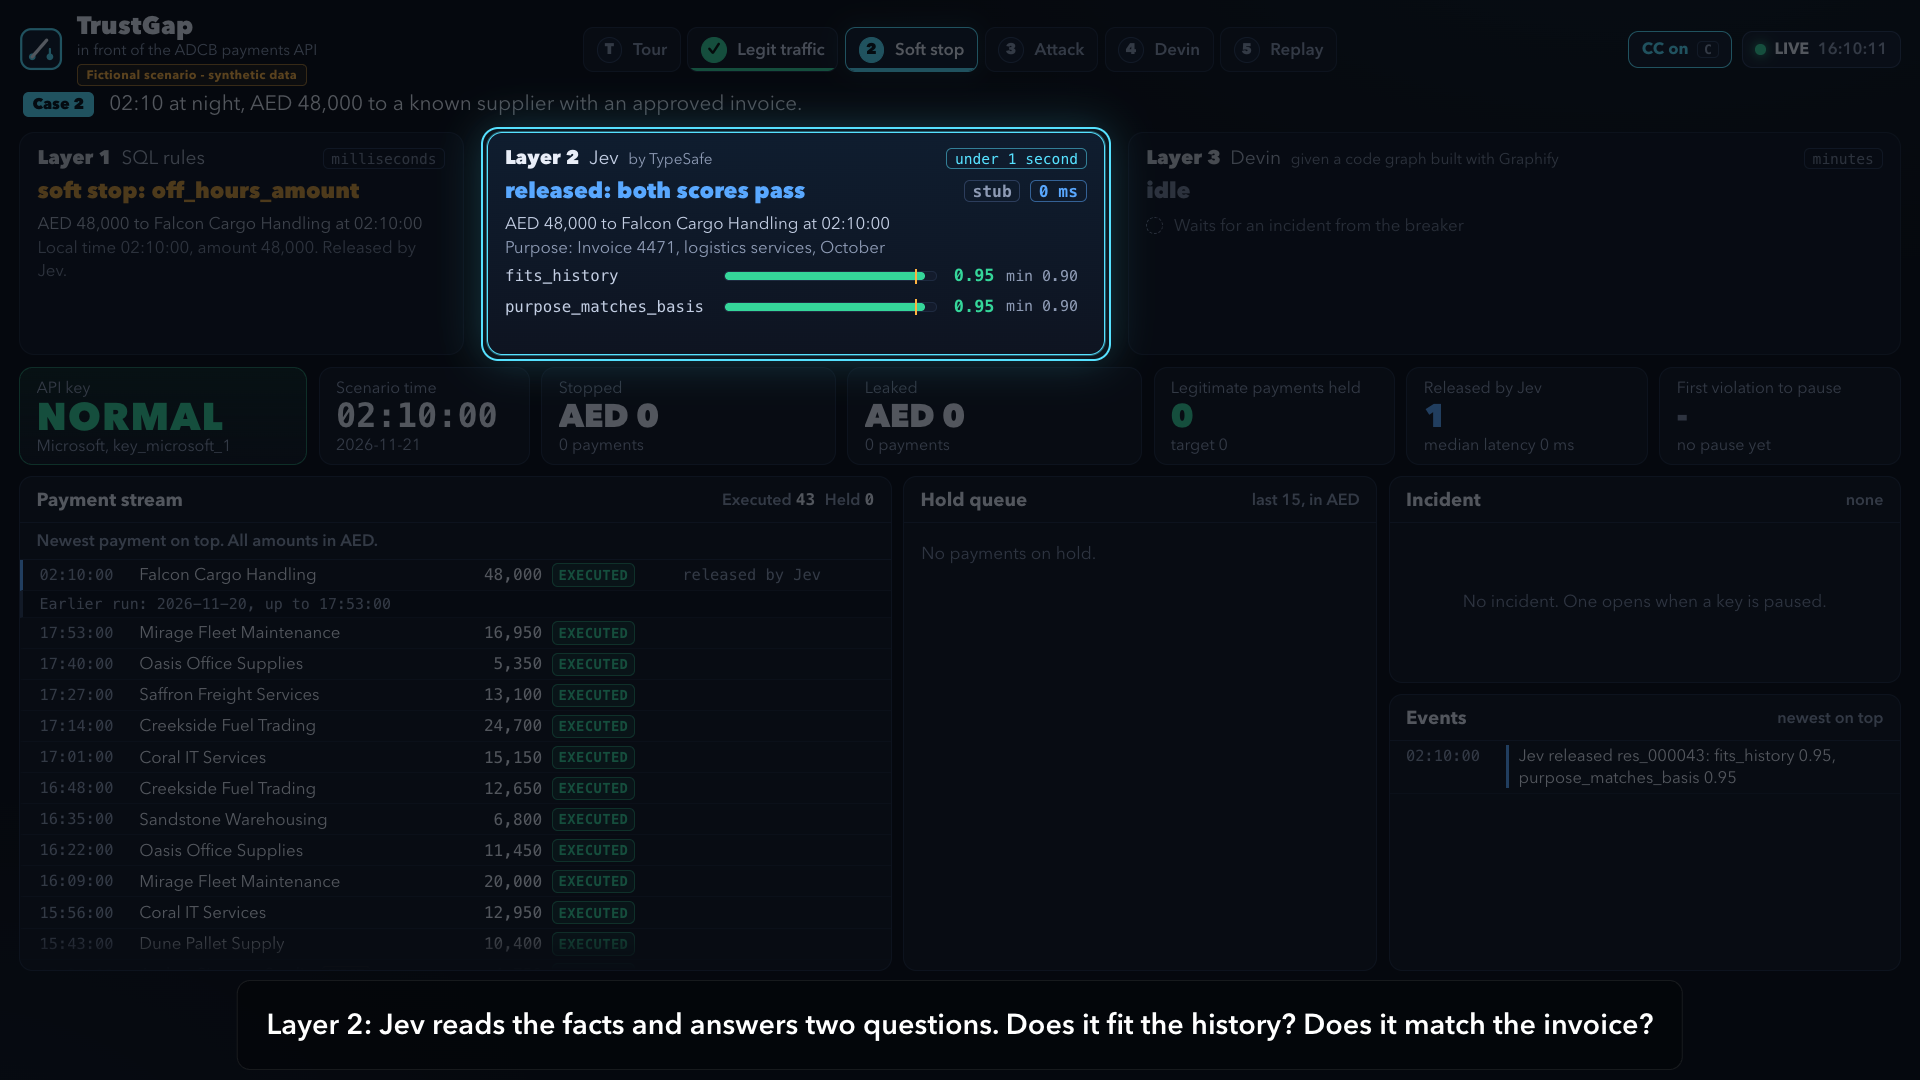 TrustGap
in front of the ADCB payments API
Fictional scenario - synthetic data
T Tour
Legit traffic
2 Soft stop
3 Attack
4 Devin
5 Replay
CC on C
LIVE 16:10:11
Case 2 02:10 at night, AED 48,000 to a known supplier with an approved invoice.
Layer 1 SQL rules milliseconds
soft stop: off_hours_amount
AED 48,000 to Falcon Cargo Handling at 02:10:00
Local time 02:10:00, amount 48,000. Released by
Jev.
Layer 2 Jev by TypeSafe under 1 second
released: both scores pass stub 0 ms
AED 48,000 to Falcon Cargo Handling at 02:10:00
Purpose: Invoice 4471, logistics services, October
fits_history 0.95 min 0.90
purpose_matches_basis 0.95 min 0.90
Layer 3 Devin given a code graph built with Graphify minutes
idle
Waits for an incident from the breaker
API key
NORMAL
Microsoft, key_microsoft_1
Scenario time
02:10:00
2026-11-21
Stopped
AED 0
0 payments
Leaked
AED 0
0 payments
Legitimate payments held
0
target 0
Released by Jev
1
median latency 0 ms
First violation to pause
-
no pause yet
Payment stream Executed 43 Held 0
Newest payment on top. All amounts in AED.
02:10:00 Falcon Cargo Handling 48,000 EXECUTED released by Jev
Earlier run: 2026-11-20, up to 17:53:00
17:53:00 Mirage Fleet Maintenance 16,950 EXECUTED
17:40:00 Oasis Office Supplies 5,350 EXECUTED
17:27:00 Saffron Freight Services 13,100 EXECUTED
17:14:00 Creekside Fuel Trading 24,700 EXECUTED
17:01:00 Coral IT Services 15,150 EXECUTED
16:48:00 Creekside Fuel Trading 12,650 EXECUTED
16:35:00 Sandstone Warehousing 6,800 EXECUTED
16:22:00 Oasis Office Supplies 11,450 EXECUTED
16:09:00 Mirage Fleet Maintenance 20,000 EXECUTED
15:56:00 Coral IT Services 12,950 EXECUTED
15:43:00 Dune Pallet Supply 10,400 EXECUTED
Hold queue last 15, in AED
No payments on hold.
Incident none
No incident. One opens when a key is paused.
Events newest on top
02:10:00 Jev released res_000043: fits_history 0.95,
purpose_matches_basis 0.95
Layer 2: Jev reads the facts and answers two questions. Does it fit the history? Does it match the invoice?